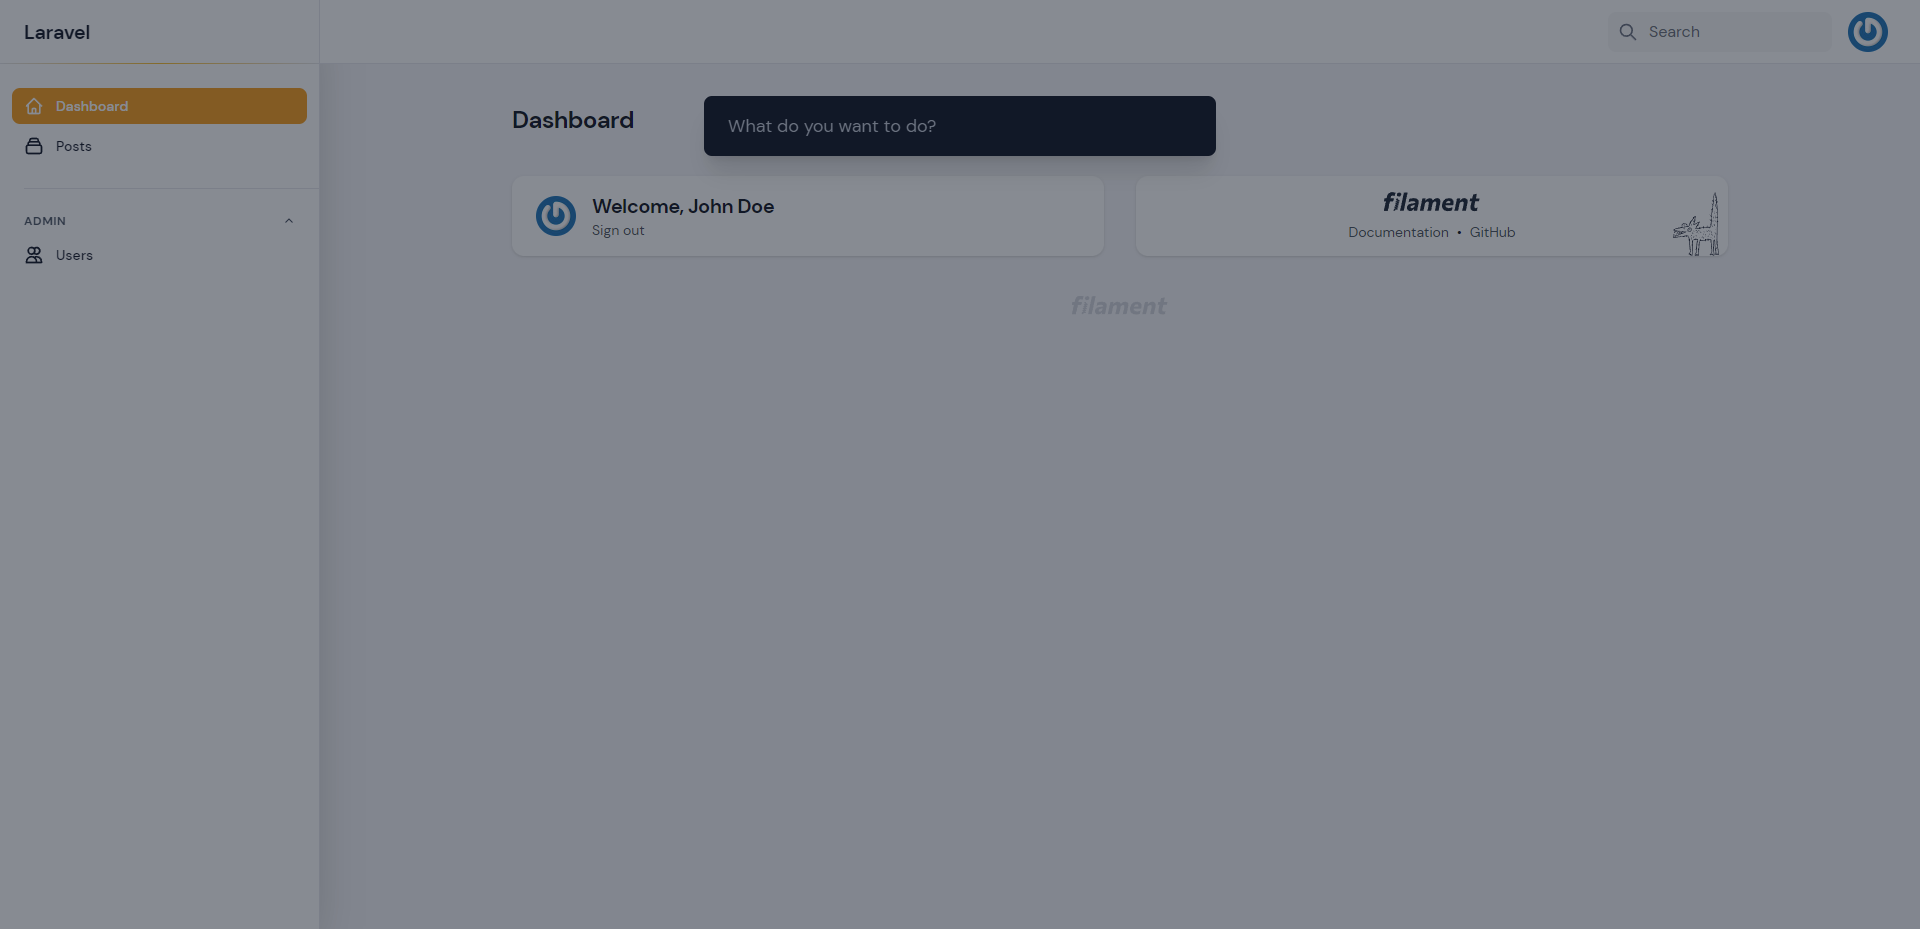 Laravel
Search
Dashboard
Posts
ADMIN
Users
Dashboard
What do you want to do?
Welcome, John Doe
Sign out
filament
Documentation • GitHub
filament